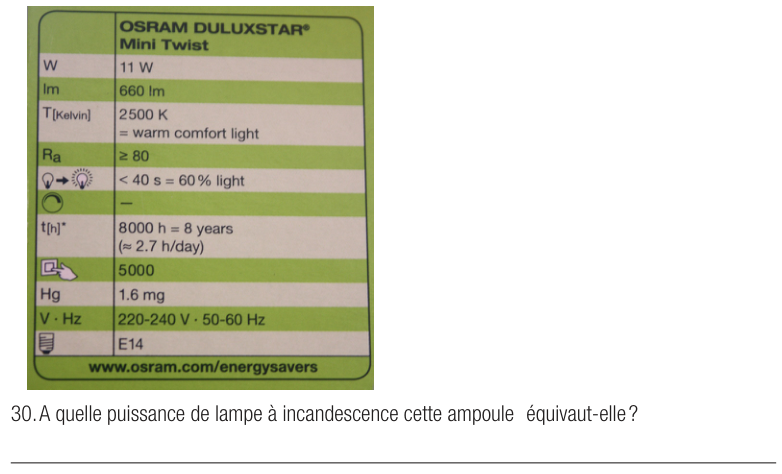 OSRAM DULUXSTAR®
Mini Twist
W 11 W
lm 660 lm
T[Kelvin] 2500 K
= warm comfort light
Ra ≥ 80
< 40 s = 60 % light
–
t[h]* 8000 h = 8 years
(≈ 2.7 h/day)
5000
Hg 1.6 mg
V · Hz 220-240 V · 50-60 Hz
E14
www.osram.com/energysavers
30. A quelle puissance de lampe à incandescence cette ampoule équivaut-elle ?